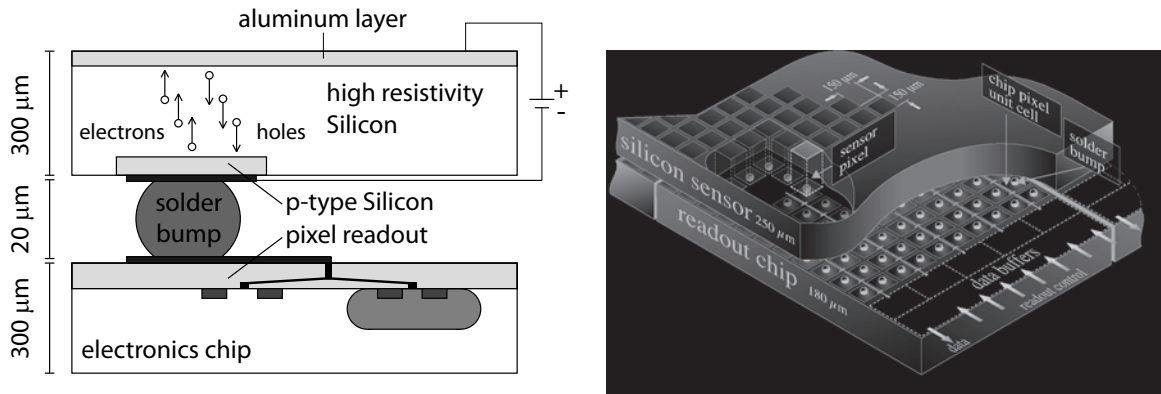 aluminum layer
300 µm
high resistivity
Silicon
electrons
holes
+
-
20 µm
solder
bump
p-type Silicon
pixel readout
300 µm
electronics chip
150 µm
150 µm
chip pixel
unit cell
solder
bump
sensor
pixel
silicon sensor 250 µm
readout chip 180 µm
data buffers
readout control
data